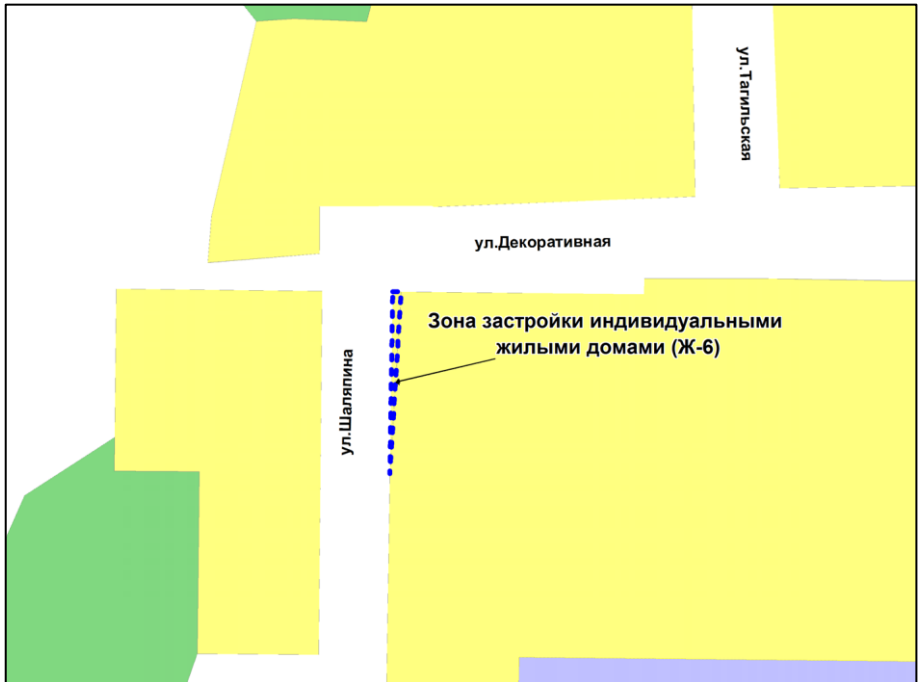 ул.Тагильская
ул.Декоративная
Зона застройки индивидуальными
жилыми домами (Ж-6)
ул.Шаляпина